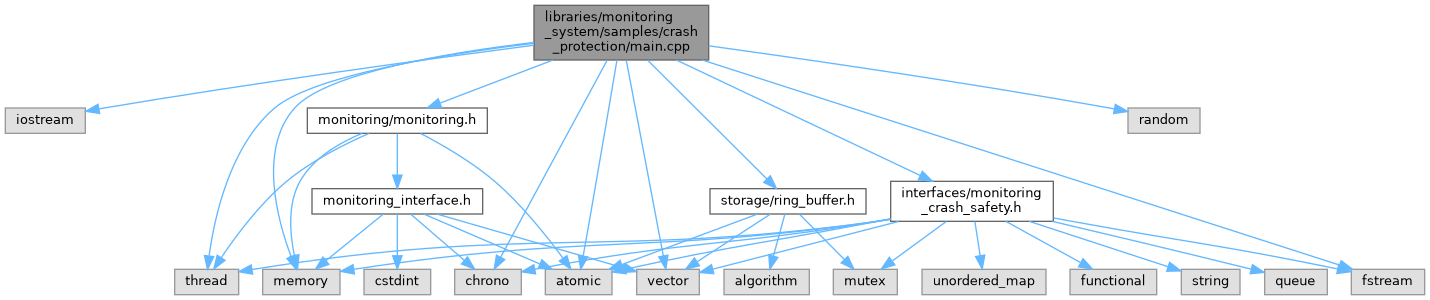 libraries/monitoring
_system/samples/crash
_protection/main.cpp
iostream
monitoring/monitoring.h
random
monitoring_interface.h
storage/ring_buffer.h
interfaces/monitoring
_crash_safety.h
thread
memory
cstdint
chrono
atomic
vector
algorithm
mutex
unordered_map
functional
string
queue
fstream